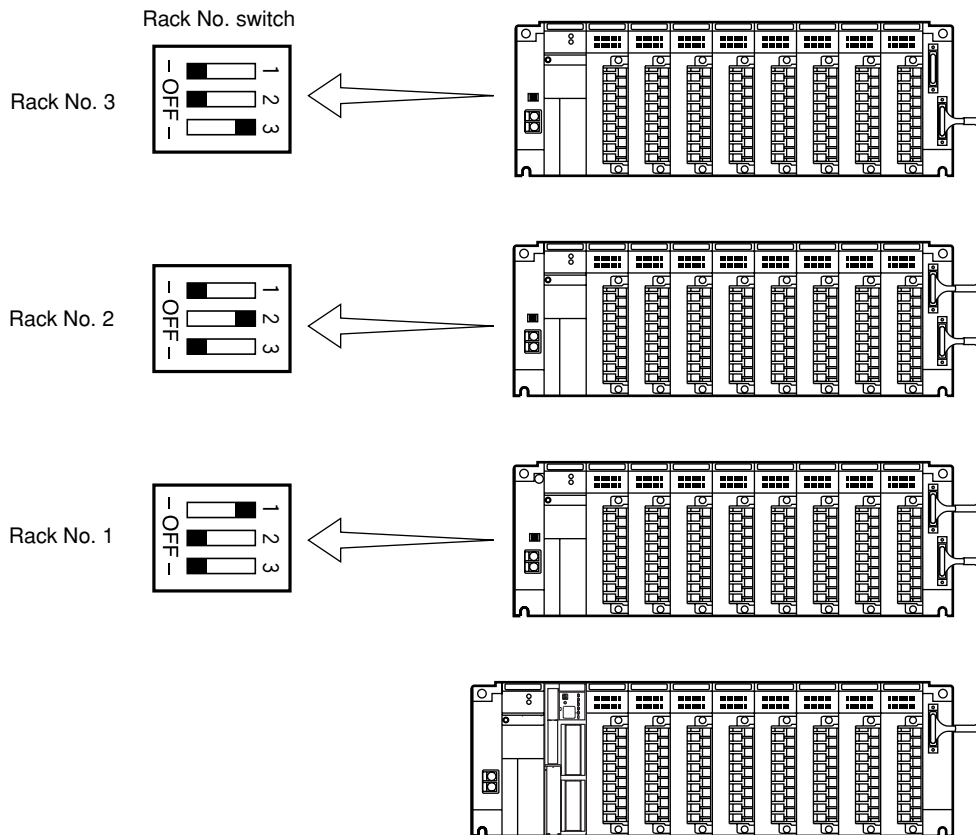 Rack No. switch
Rack No. 3
– OFF –
1
2
3
Rack No. 2
– OFF –
1
2
3
Rack No. 1
– OFF –
1
2
3